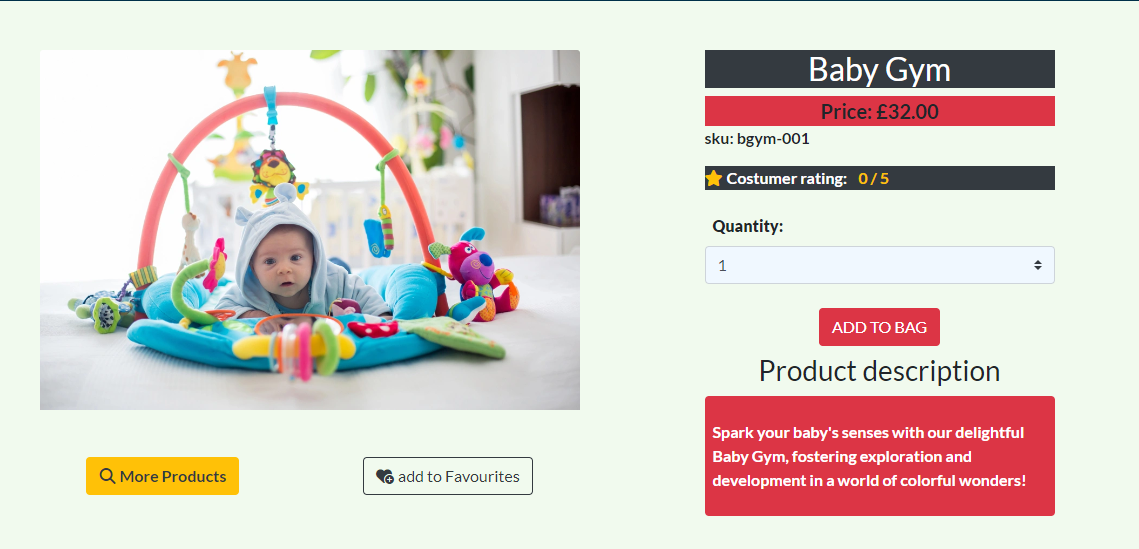 Baby Gym
Price: £32.00
sku: bgym-001
Costumer rating: 0 / 5
Quantity:
1
ADD TO BAG
Product description
Spark your baby's senses with our delightful
Baby Gym, fostering exploration and
development in a world of colorful wonders!
More Products
add to Favourites